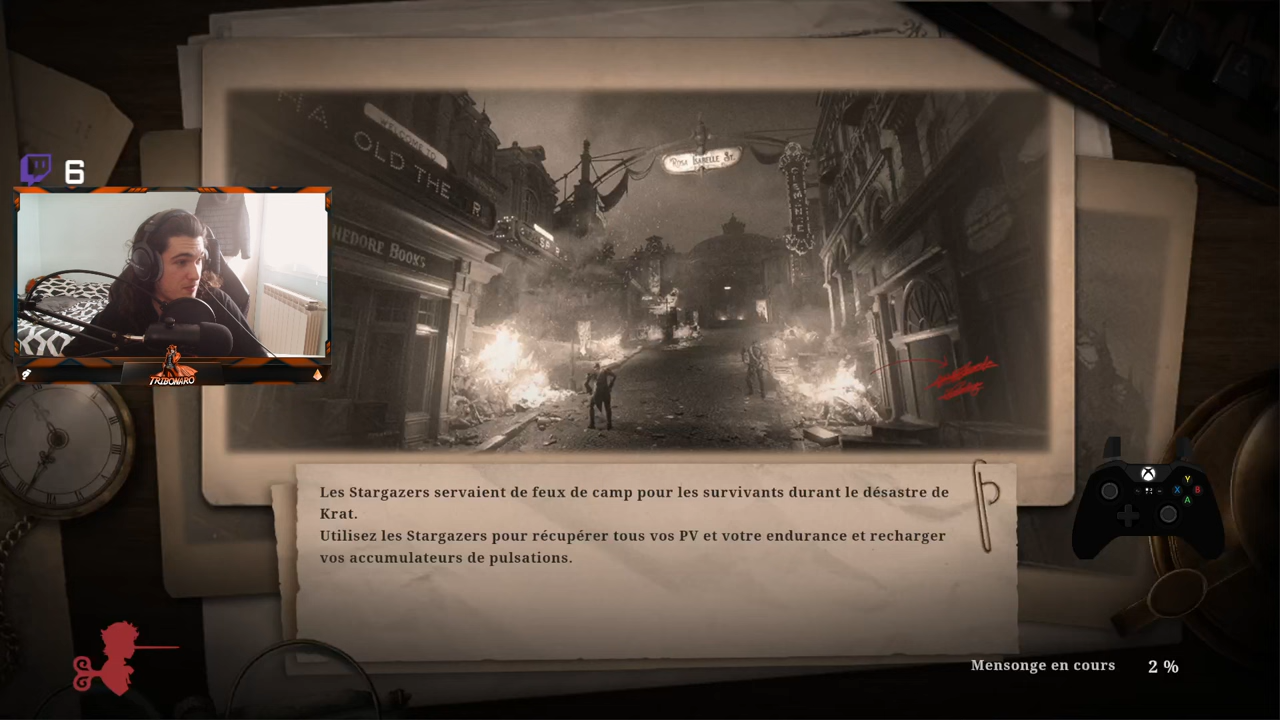 WELCOME TO
OLD THE R
HEDORE BOOKS
ROSA ISABELLE St.
6
TRIBONARO
Les Stargazers servaient de feux de camp pour les survivants durant le désastre de
Krat.
Utilisez les Stargazers pour récupérer tous vos PV et votre endurance et recharger
vos accumulateurs de pulsations.
Y
X B
A
Mensonge en cours 2 %